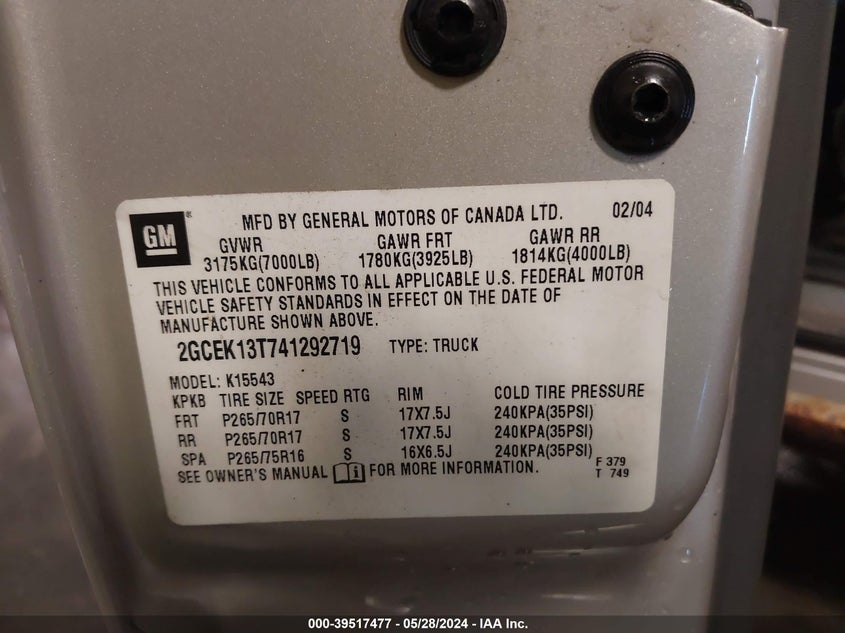 GM® MFD BY GENERAL MOTORS OF CANADA LTD. 02/04
GVWR GAWR FRT GAWR RR
3175KG(7000LB) 1780KG(3925LB) 1814KG(4000LB)
THIS VEHICLE CONFORMS TO ALL APPLICABLE U.S. FEDERAL MOTOR
VEHICLE SAFETY STANDARDS IN EFFECT ON THE DATE OF
MANUFACTURE SHOWN ABOVE.
2GCEK13T741292719 TYPE: TRUCK
MODEL: K15543
KPKB TIRE SIZE SPEED RTG RIM COLD TIRE PRESSURE
FRT P265/70R17 S 17X7.5J 240KPA(35PSI)
RR P265/70R17 S 17X7.5J 240KPA(35PSI)
SPA P265/75R16 S 16X6.5J 240KPA(35PSI)
SEE OWNER'S MANUAL i FOR MORE INFORMATION. F 379
T 749
000-39517477 - 05/28/2024 - IAA Inc.